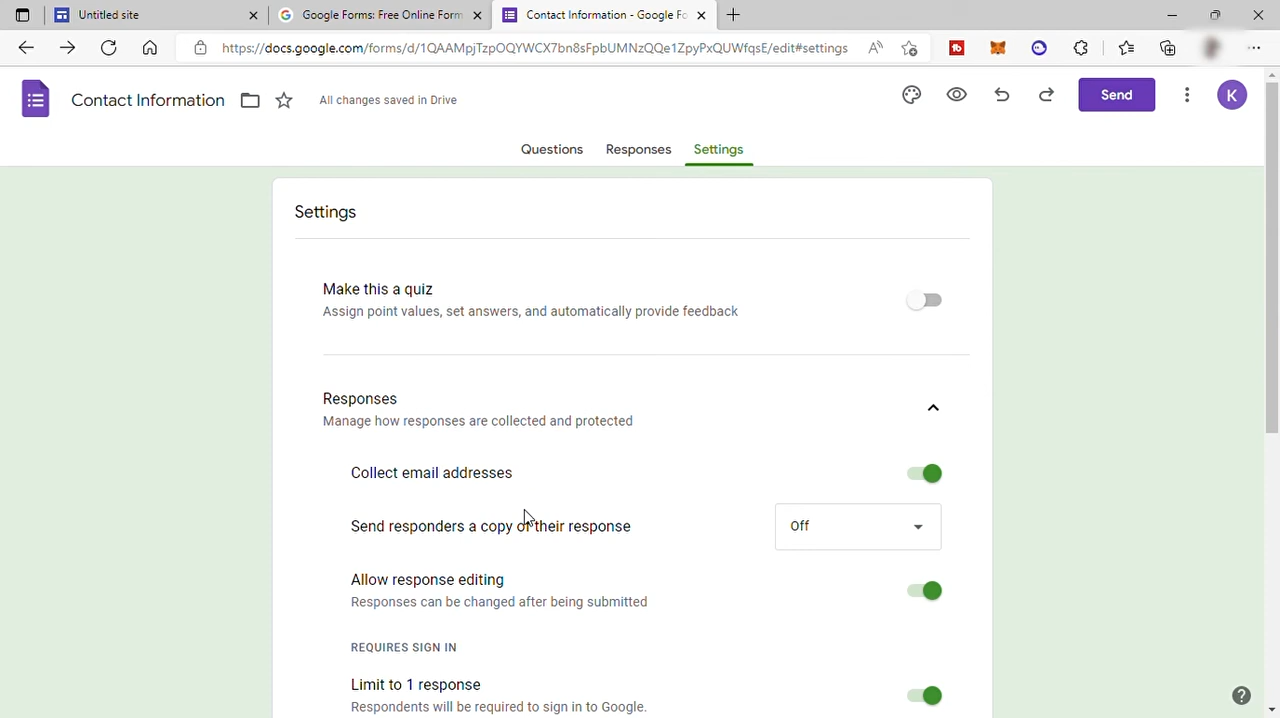 Untitled site
Google Forms: Free Online Form
Contact Information - Google Fo
https://docs.google.com/forms/d/1QAAMpjTzpOQYWCX7bn8sFpbUMNzQQe1ZpyPxQUWfqsE/edit#settings
Contact Information
All changes saved in Drive
Send
K
Questions
Responses
Settings
Settings
Make this a quiz
Assign point values, set answers, and automatically provide feedback
Responses
Manage how responses are collected and protected
Collect email addresses
Send responders a copy of their response
Off
Allow response editing
Responses can be changed after being submitted
REQUIRES SIGN IN
Limit to 1 response
Respondents will be required to sign in to Google.